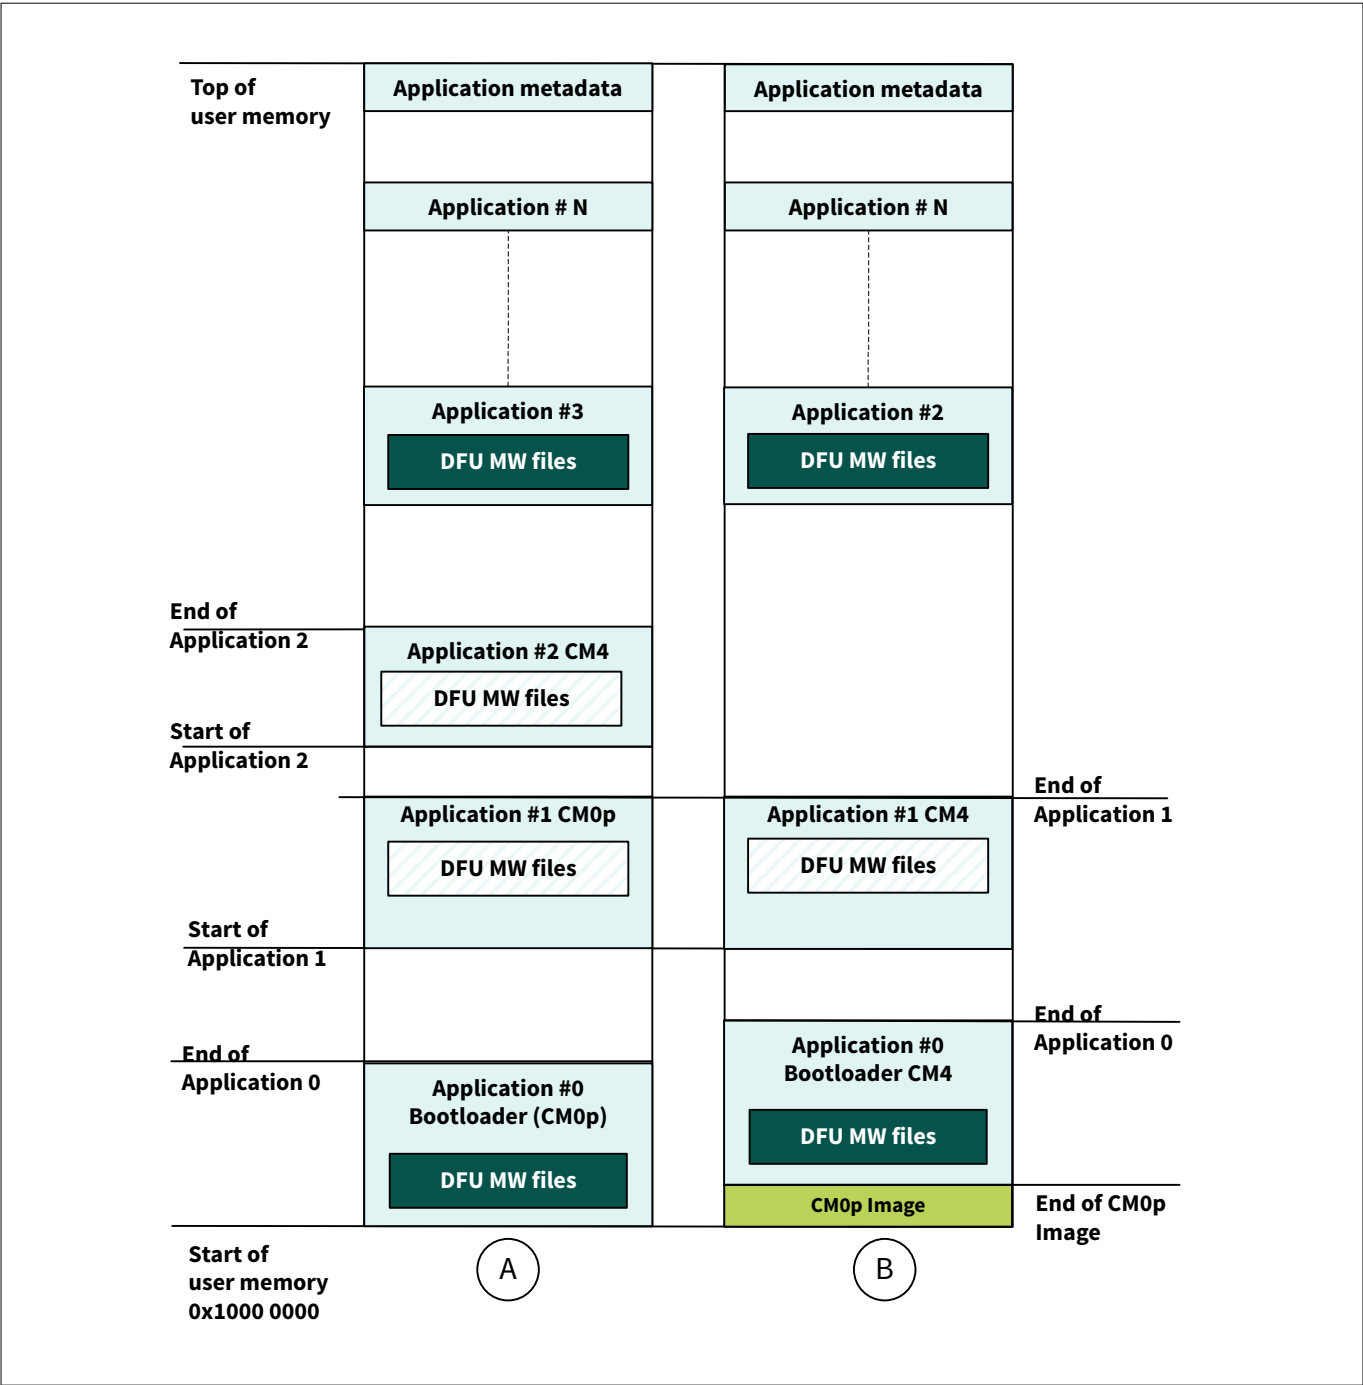 Top of
user memory
Application metadata
Application metadata
Application # N
Application # N
Application #3
DFU MW files
Application #2
DFU MW files
End of
Application 2
Application #2 CM4
DFU MW files
Start of
Application 2
End of
Application 1
Application #1 CM0p
DFU MW files
Application #1 CM4
DFU MW files
Start of
Application 1
End of
Application 0
Application #0
Bootloader CM4
DFU MW files
End of
Application 0
Application #0
Bootloader (CM0p)
DFU MW files
CM0p Image
End of CM0p
Image
Start of
user memory
0x1000 0000
A
B